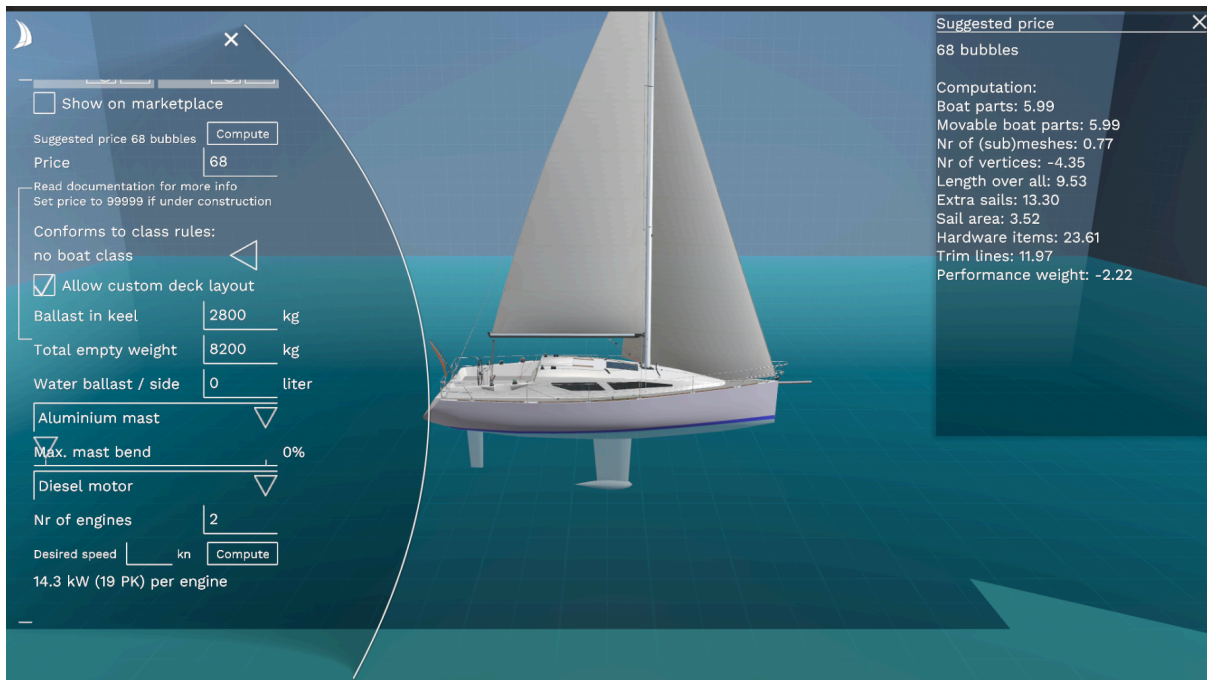 Show on marketplace
Suggested price 68 bubbles Compute
Price 68
Read documentation for more info
Set price to 99999 if under construction
Conforms to class rules:
no boat class
Allow custom deck layout
Ballast in keel 2800 kg
Total empty weight 8200 kg
Water ballast / side 0 liter
Aluminium mast
Max. mast bend 0%
Diesel motor
Nr of engines 2
Desired speed kn Compute
14.3 kW (19 PK) per engine
Suggested price
68 bubbles
Computation:
Boat parts: 5.99
Movable boat parts: 5.99
Nr of (sub)meshes: 0.77
Nr of vertices: -4.35
Length over all: 9.53
Extra sails: 13.30
Sail area: 3.52
Hardware items: 23.61
Trim lines: 11.97
Performance weight: -2.22